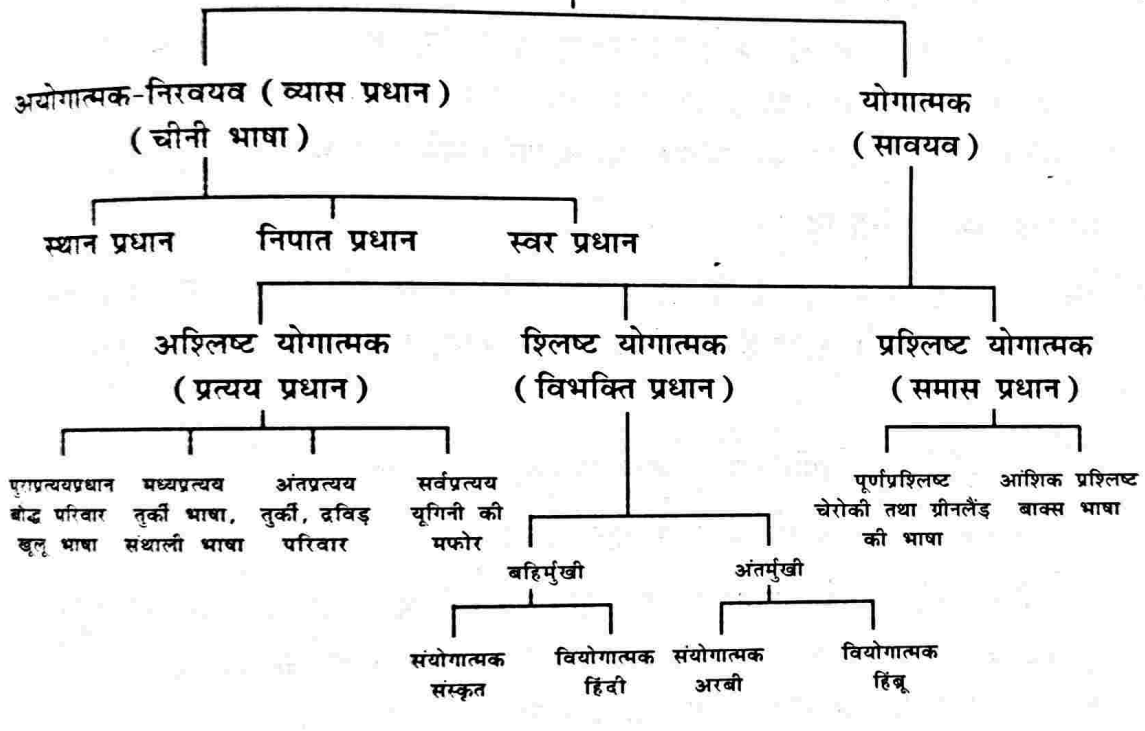 अयोगात्मक-निरवयव ( व्यास प्रधान )
( चीनी भाषा )
योगात्मक
( सावयव )
स्थान प्रधान
निपात प्रधान
स्वर प्रधान
अश्लिष्ट योगात्मक
( प्रत्यय प्रधान )
श्लिष्ट योगात्मक
( विभक्ति प्रधान )
प्रश्लिष्ट योगात्मक
( समास प्रधान )
पुराप्रत्ययप्रधान
बोद्ध परिवार
खूलू भाषा
मध्यप्रत्यय
तुर्की भाषा,
संथाली भाषा
अंतप्रत्यय
तुर्की, द्रविड़
परिवार
सर्वप्रत्यय
यूगिनी की
मफोर
पूर्णप्रश्लिष्ट
चेरोकी तथा ग्रीनलैंड
की भाषा
आंशिक प्रश्लिष्ट
बाक्स भाषा
बहिर्मुखी
अंतर्मुखी
संयोगात्मक
संस्कृत
वियोगात्मक
हिंदी
संयोगात्मक
अरबी
वियोगात्मक
हिब्रू